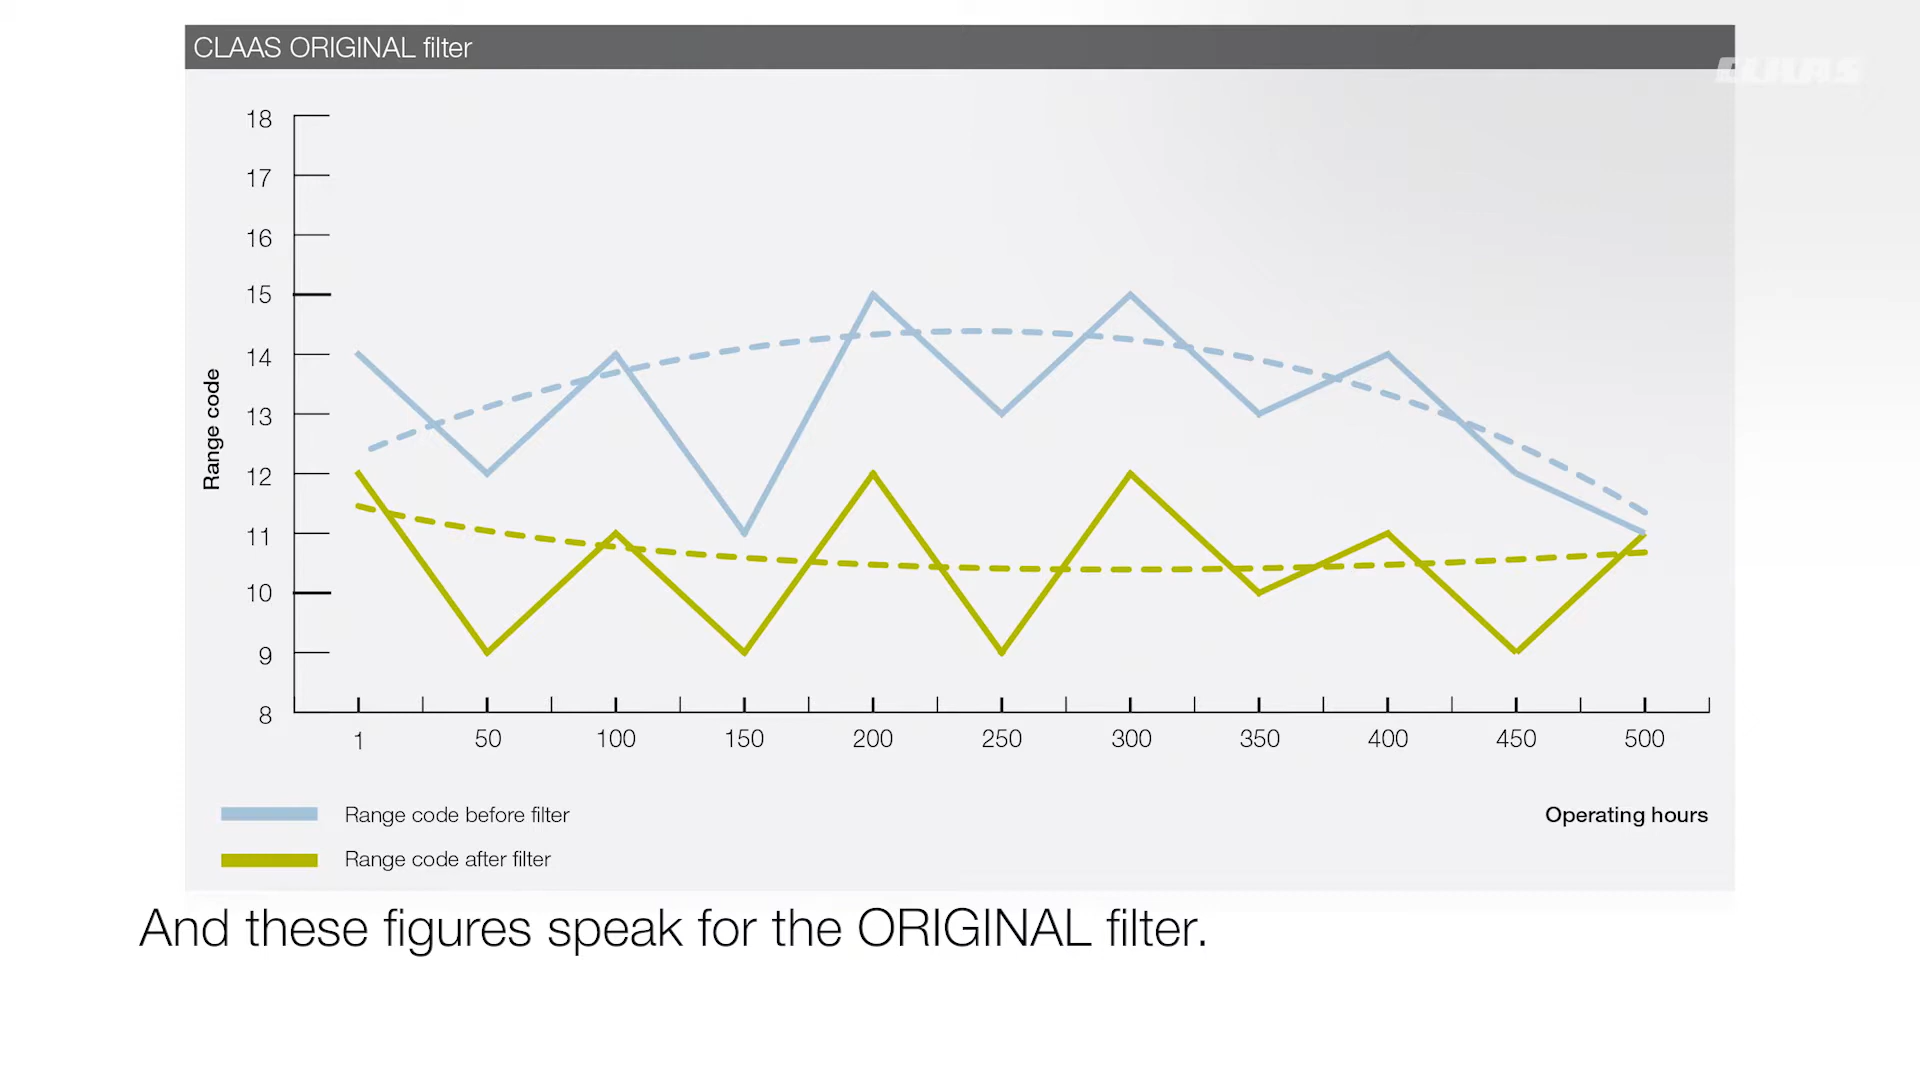 CLAAS ORIGINAL filter
CLAAS
18
17
16
15
14
13
12
11
10
9
8
Range code
1 50 100 150 200 250 300 350 400 450 500
Range code before filter
Operating hours
Range code after filter
And these figures speak for the ORIGINAL filter.